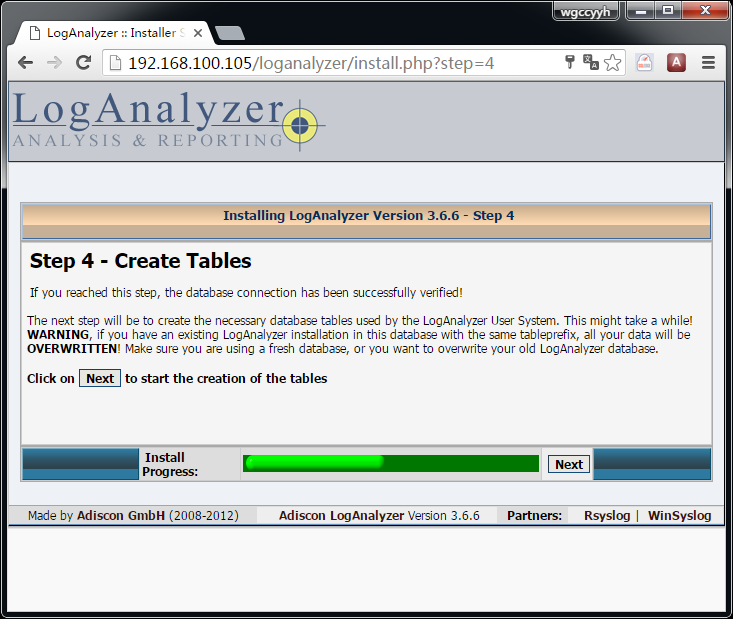 wgccyyh
LogAnalyzer :: Installer S
192.168.100.105/loganalyzer/install.php?step=4
A
LogAnalyzer
ANALYSIS & REPORTING
Installing LogAnalyzer Version 3.6.6 - Step 4
Step 4 - Create Tables
If you reached this step, the database connection has been successfully verified!
The next step will be to create the necessary database tables used by the LogAnalyzer User System. This might take a while!
WARNING, if you have an existing LogAnalyzer installation in this database with the same tableprefix, all your data will be
OVERWRITTEN! Make sure you are using a fresh database, or you want to overwrite your old LogAnalyzer database.
Click on Next to start the creation of the tables
Install
Progress:
Next
Made by Adiscon GmbH (2008-2012) Adiscon LogAnalyzer Version 3.6.6 Partners: Rsyslog | WinSyslog